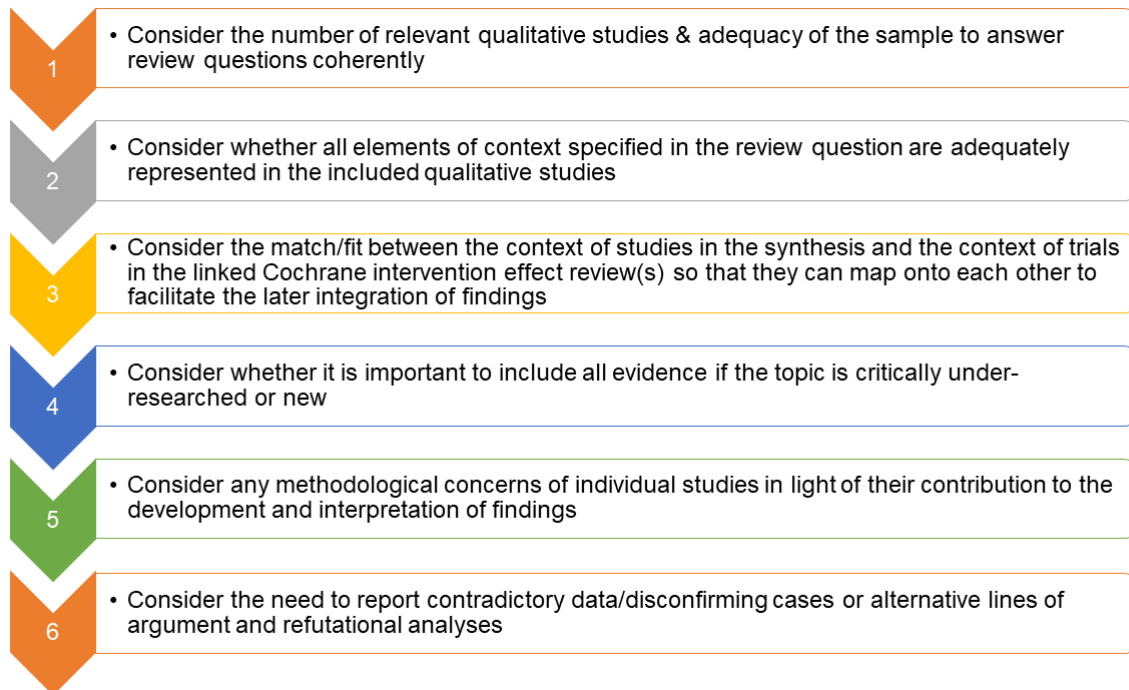 1
• Consider the number of relevant qualitative studies & adequacy of the sample to answer
review questions coherently
2
• Consider whether all elements of context specified in the review question are adequately
represented in the included qualitative studies
3
• Consider the match/fit between the context of studies in the synthesis and the context of trials
in the linked Cochrane intervention effect review(s) so that they can map onto each other to
facilitate the later integration of findings
4
• Consider whether it is important to include all evidence if the topic is critically under-
researched or new
5
• Consider any methodological concerns of individual studies in light of their contribution to the
development and interpretation of findings
6
• Consider the need to report contradictory data/disconfirming cases or alternative lines of
argument and refutational analyses